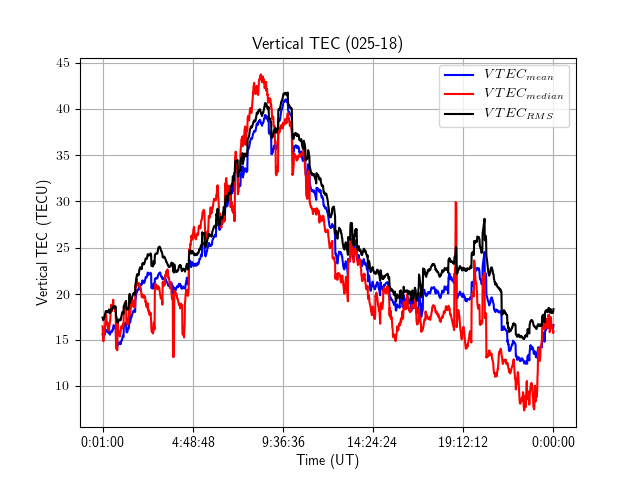 Vertical TEC (025-18)
VTEC_mean
VTEC_median
VTEC_RMS
Vertical TEC (TECU)
45
40
35
30
25
20
15
10
0:01:00 4:48:48 9:36:36 14:24:24 19:12:12 0:00:00
Time (UT)